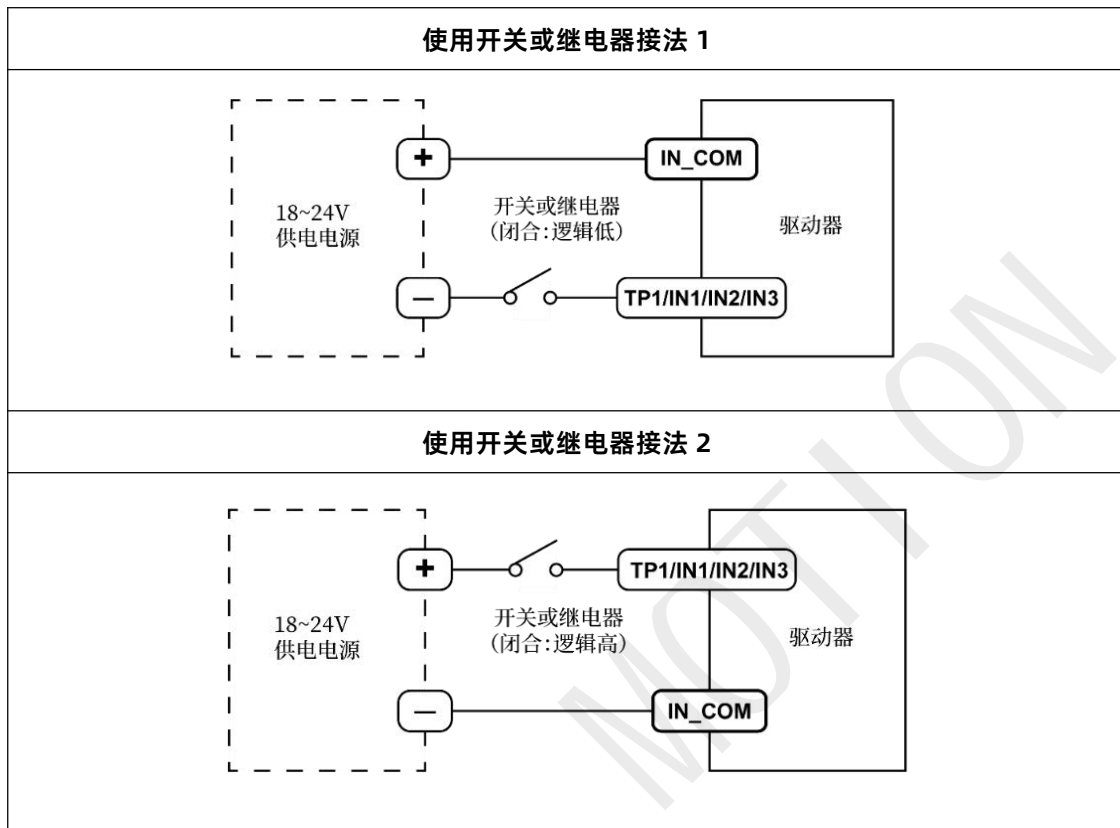 使用开关或继电器接法 1
+
IN_COM
18~24V
供电电源
开关或继电器
(闭合:逻辑低)
驱动器
—
TP1/IN1/IN2/IN3
使用开关或继电器接法 2
+
TP1/IN1/IN2/IN3
18~24V
供电电源
开关或继电器
(闭合:逻辑高)
驱动器
—
IN_COM
MOTION